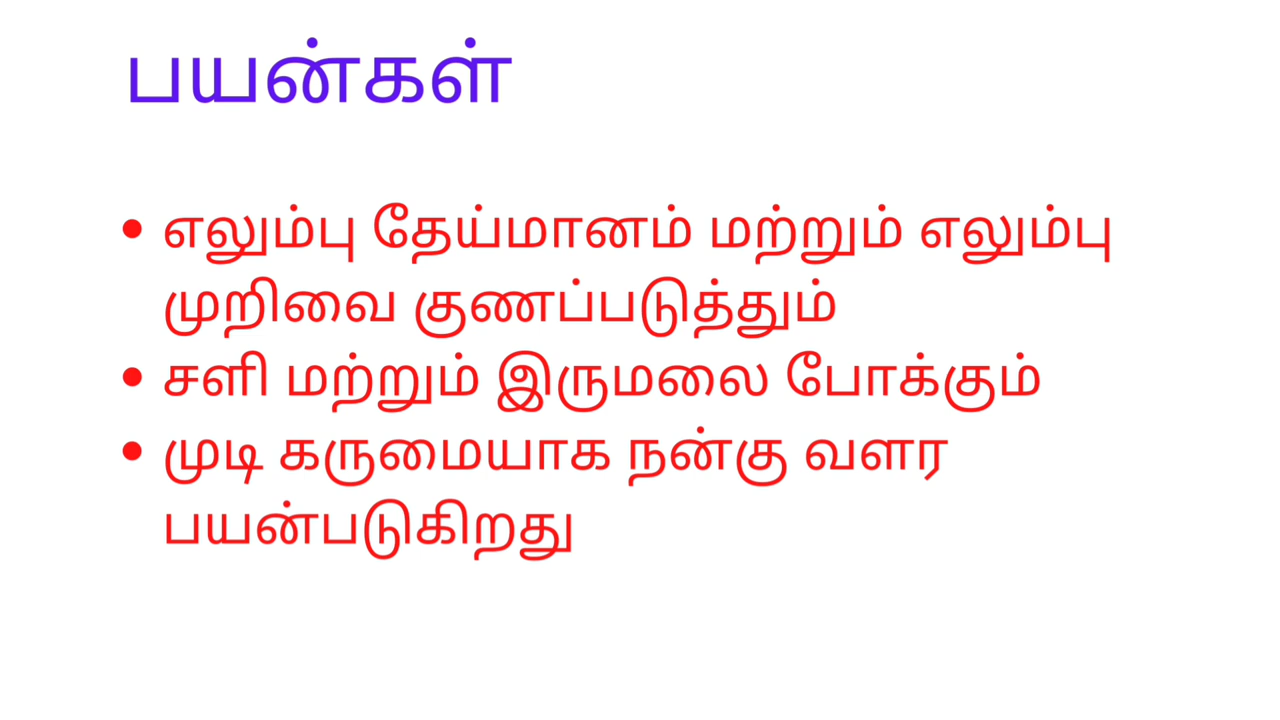 பயன்கள்
• எலும்பு தேய்மானம் மற்றும் எலும்பு
முறிவை குணப்படுத்தும்
• சளி மற்றும் இருமலை போக்கும்
• முடி கருமையாக நன்கு வளர
பயன்படுகிறது